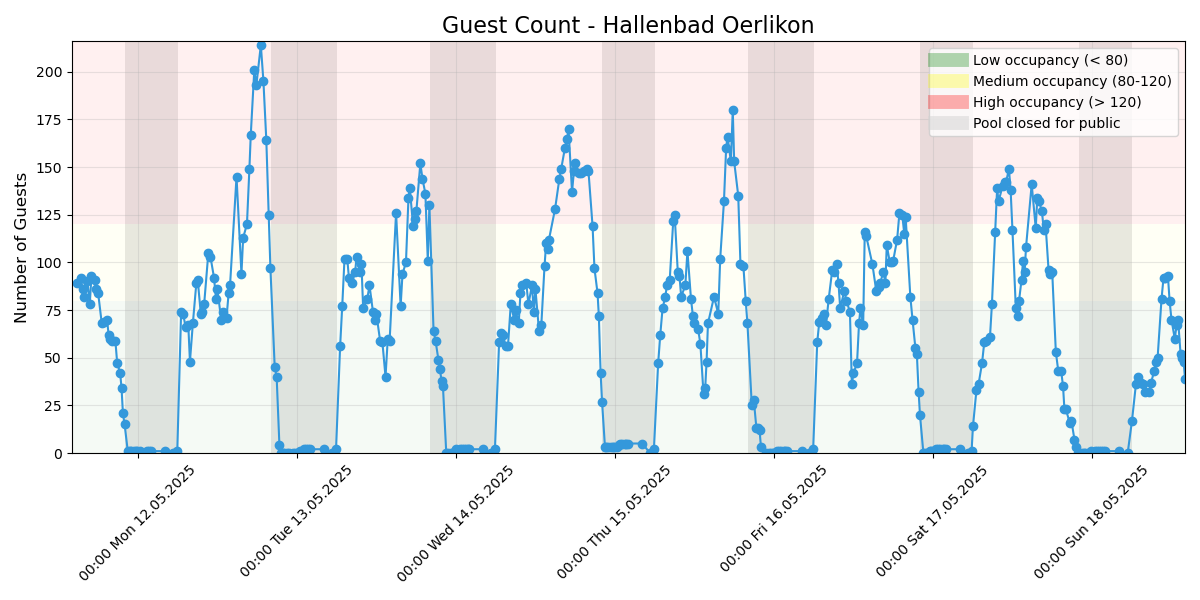 Guest Count - Hallenbad Oerlikon
Number of Guests
200
175
150
125
100
75
50
25
0
Low occupancy (< 80)
Medium occupancy (80-120)
High occupancy (> 120)
Pool closed for public
00:00 Mon 12.05.2025
00:00 Tue 13.05.2025
00:00 Wed 14.05.2025
00:00 Thu 15.05.2025
00:00 Fri 16.05.2025
00:00 Sat 17.05.2025
00:00 Sun 18.05.2025